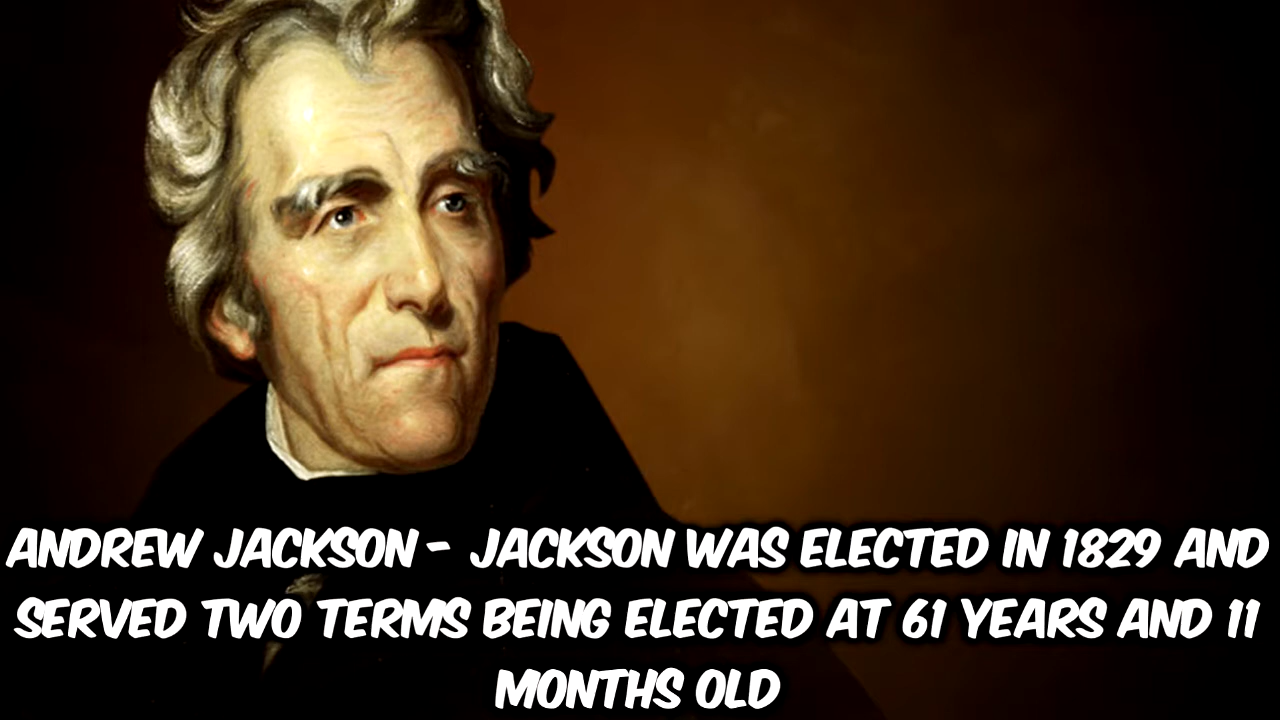 ANDREW JACKSON - JACKSON WAS ELECTED IN 1829 AND
SERVED TWO TERMS BEING ELECTED AT 61 YEARS AND 11
MONTHS OLD